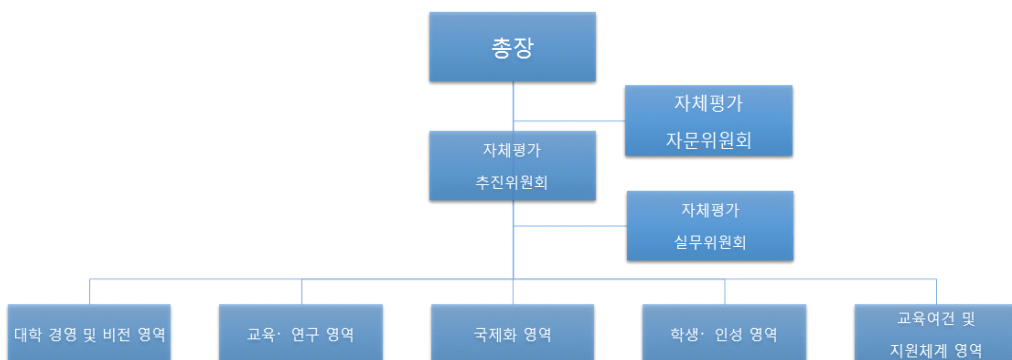 총장
자체평가
자문위원회
자체평가
추진위원회
자체평가
실무위원회
대학 경영 및 비전 영역
교육· 연구 영역
국제화 영역
학생· 인성 영역
교육여건 및
지원체계 영역